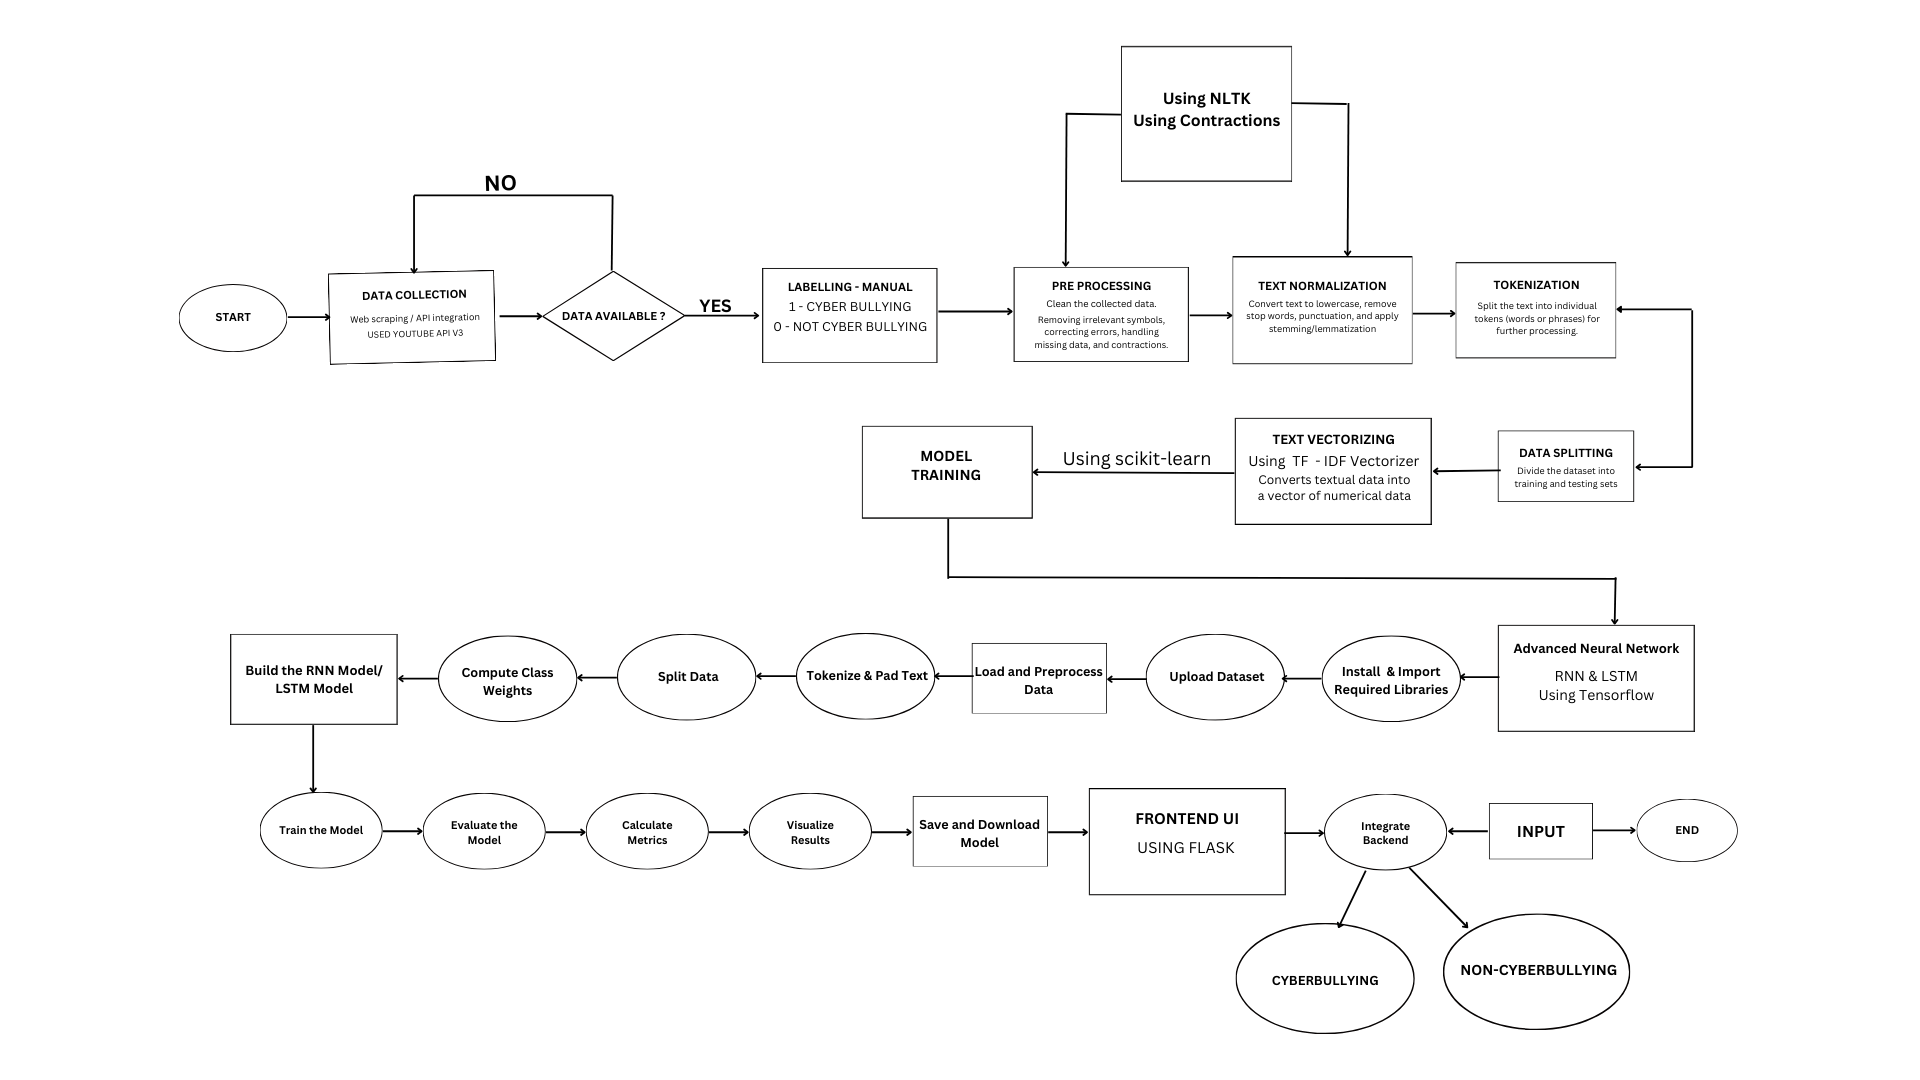 Using NLTK
Using Contractions
NO
START
DATA COLLECTION
Web scraping / API integration
USED YOUTUBE API V3
DATA AVAILABLE ?
YES
LABELLING - MANUAL
1 - CYBER BULLYING
0 - NOT CYBER BULLYING
PRE PROCESSING
Clean the collected data.
Removing irrelevant symbols,
correcting errors, handling
missing data, and contractions.
TEXT NORMALIZATION
Convert text to lowercase, remove
stop words, punctuation, and apply
stemming/lemmatization
TOKENIZATION
Split the text into individual
tokens (words or phrases) for
further processing.
DATA SPLITTING
Divide the dataset into
training and testing sets
TEXT VECTORIZING
Using TF - IDF Vectorizer
Converts textual data into
a vector of numerical data
Using scikit-learn
MODEL
TRAINING
Advanced Neural Network
RNN & LSTM
Using Tensorflow
Install & Import
Required Libraries
Upload Dataset
Load and Preprocess
Data
Tokenize & Pad Text
Split Data
Compute Class
Weights
Build the RNN Model/
LSTM Model
Train the Model
Evaluate the
Model
Calculate
Metrics
Visualize
Results
Save and Download
Model
FRONTEND UI
USING FLASK
Integrate
Backend
INPUT
END
CYBERBULLYING
NON-CYBERBULLYING